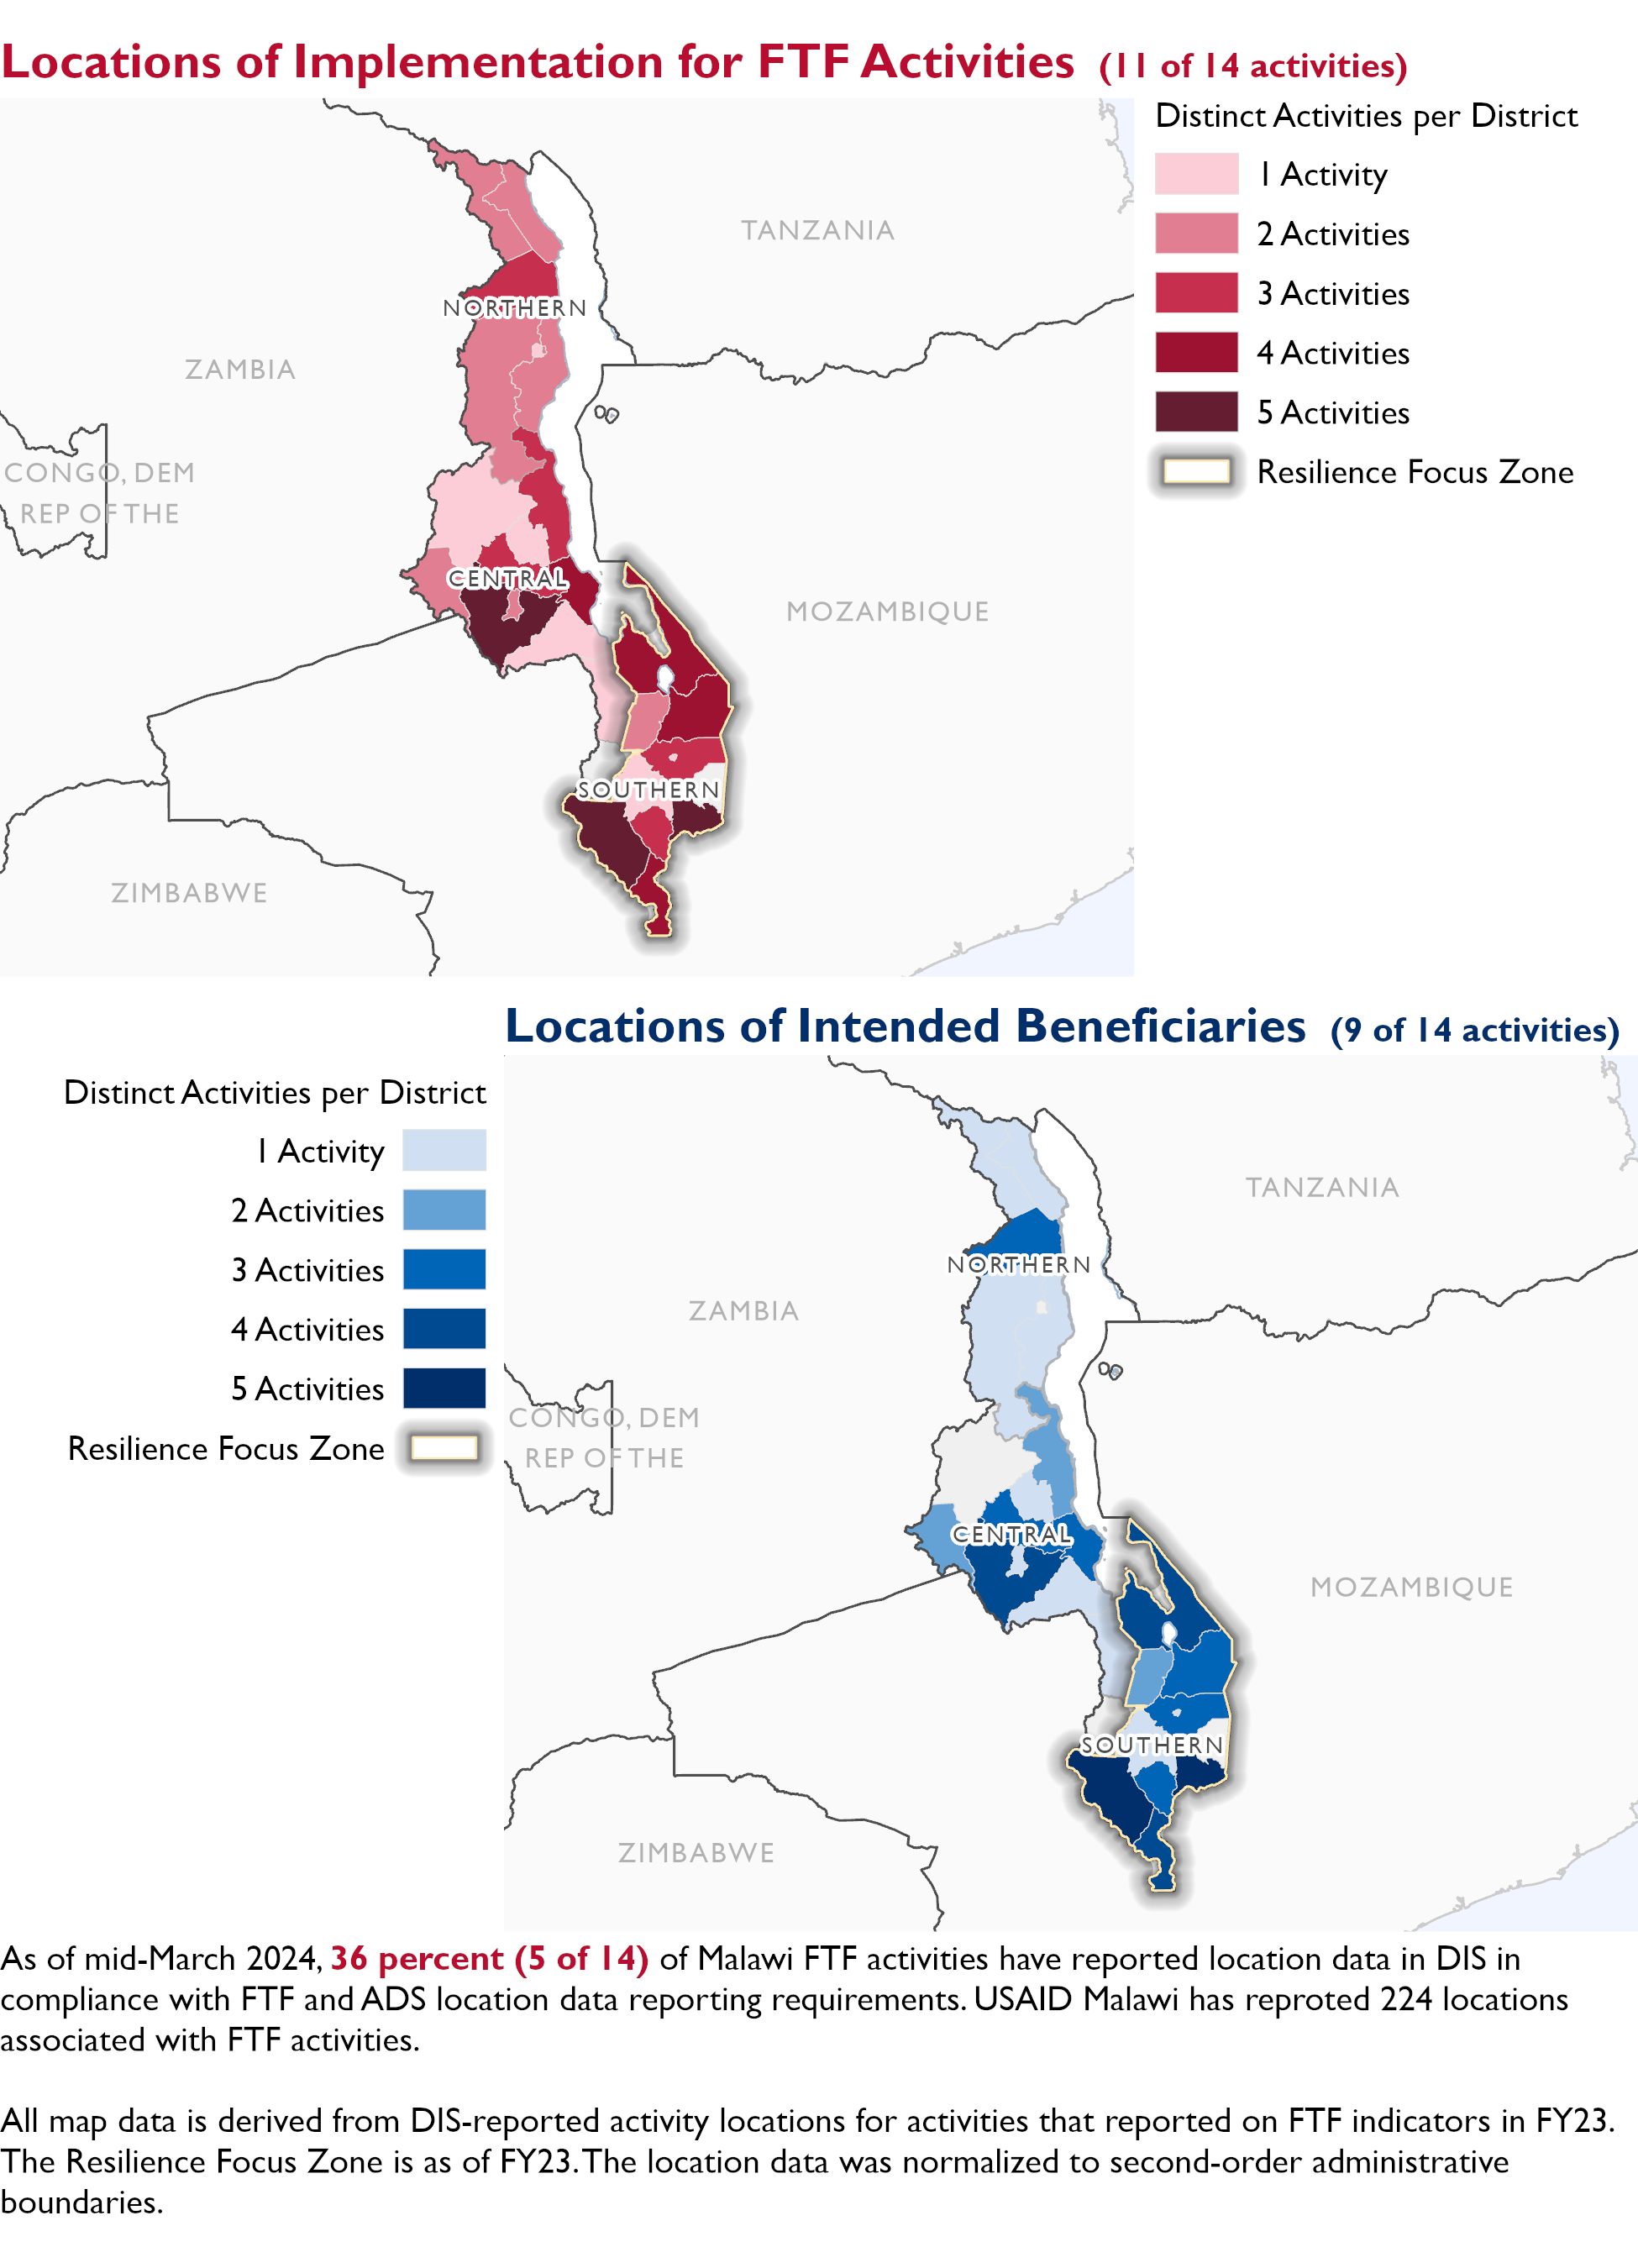 Locations of Implementation for FTF Activities (11 of 14 activities)
Distinct Activities per District
1 Activity
2 Activities
3 Activities
4 Activities
5 Activities
Resilience Focus Zone
TANZANIA
NORTHERN
ZAMBIA
CONGO, DEM
REP OF THE
CENTRAL
MOZAMBIQUE
SOUTHERN
ZIMBABWE
Locations of Intended Beneficiaries (9 of 14 activities)
Distinct Activities per District
1 Activity
2 Activities
3 Activities
4 Activities
5 Activities
Resilience Focus Zone
TANZANIA
NORTHERN
ZAMBIA
CONGO, DEM
REP OF THE
CENTRAL
MOZAMBIQUE
SOUTHERN
ZIMBABWE
As of mid-March 2024, 36 percent (5 of 14) of Malawi FTF activities have reported location data in DIS in
compliance with FTF and ADS location data reporting requirements. USAID Malawi has reproted 224 locations
associated with FTF activities.
All map data is derived from DIS-reported activity locations for activities that reported on FTF indicators in FY23.
The Resilience Focus Zone is as of FY23. The location data was normalized to second-order administrative
boundaries.